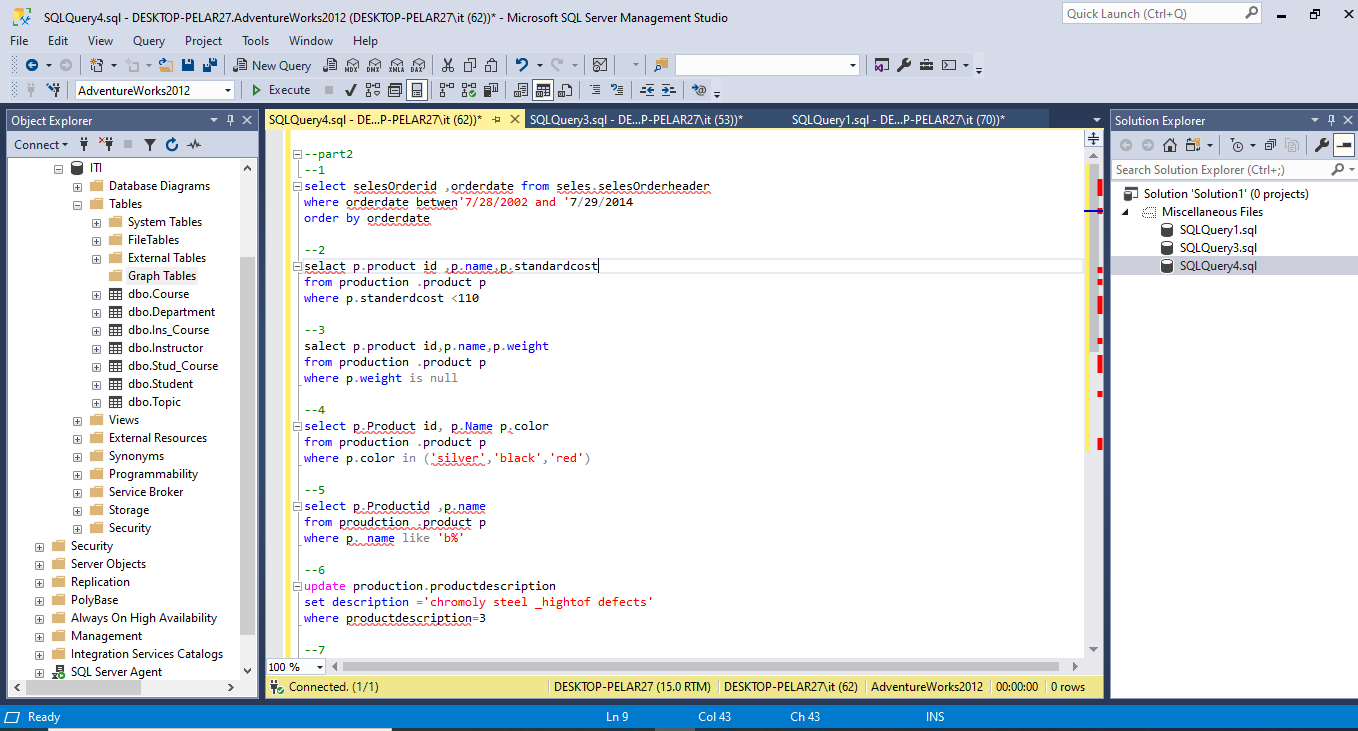 SQLQuery4.sql - DESKTOP-PELAR27.AdventureWorks2012 (DESKTOP-PELAR27\it (62))* - Microsoft SQL Server Management Studio
Quick Launch (Ctrl+Q)
File Edit View Query Project Tools Window Help
New Query MDX DMX XMLA DAX
AdventureWorks2012 Execute
Object Explorer
Connect
ITI
Database Diagrams
Tables
System Tables
FileTables
External Tables
Graph Tables
dbo.Course
dbo.Department
dbo.Ins_Course
dbo.Instructor
dbo.Stud_Course
dbo.Student
dbo.Topic
Views
External Resources
Synonyms
Programmability
Service Broker
Storage
Security
Security
Server Objects
Replication
PolyBase
Always On High Availability
Management
Integration Services Catalogs
SQL Server Agent
SQLQuery4.sql - DE...P-PELAR27\it (62))* SQLQuery3.sql - DE...P-PELAR27\it (53))* SQLQuery1.sql - DE...P-PELAR27\it (70))*
--part2
--1
select selesOrderid ,orderdate from seles.selesOrderheader
where orderdate betwen'7/28/2002 and '7/29/2014
order by orderdate
--2
selact p.product id ,p.name,p.standardcost
from production .product p
where p.standerdcost <110
--3
salect p.product id,p.name,p.weight
from production .product p
where p.weight is null
--4
select p.Product id, p.Name p.color
from production .product p
where p.color in ('silver','black','red')
--5
select p.Productid ,p.name
from proudction .product p
where p. name like 'b%'
--6
update production.productdescription
set description ='chromoly steel _hightof defects'
where productdescription=3
--7
100 %
Connected. (1/1) DESKTOP-PELAR27 (15.0 RTM) DESKTOP-PELAR27\it (62) AdventureWorks2012 00:00:00 0 rows
Solution Explorer
Search Solution Explorer (Ctrl+;)
Solution 'Solution1' (0 projects)
Miscellaneous Files
SQLQuery1.sql
SQLQuery3.sql
SQLQuery4.sql
Ready Ln 9 Col 43 Ch 43 INS